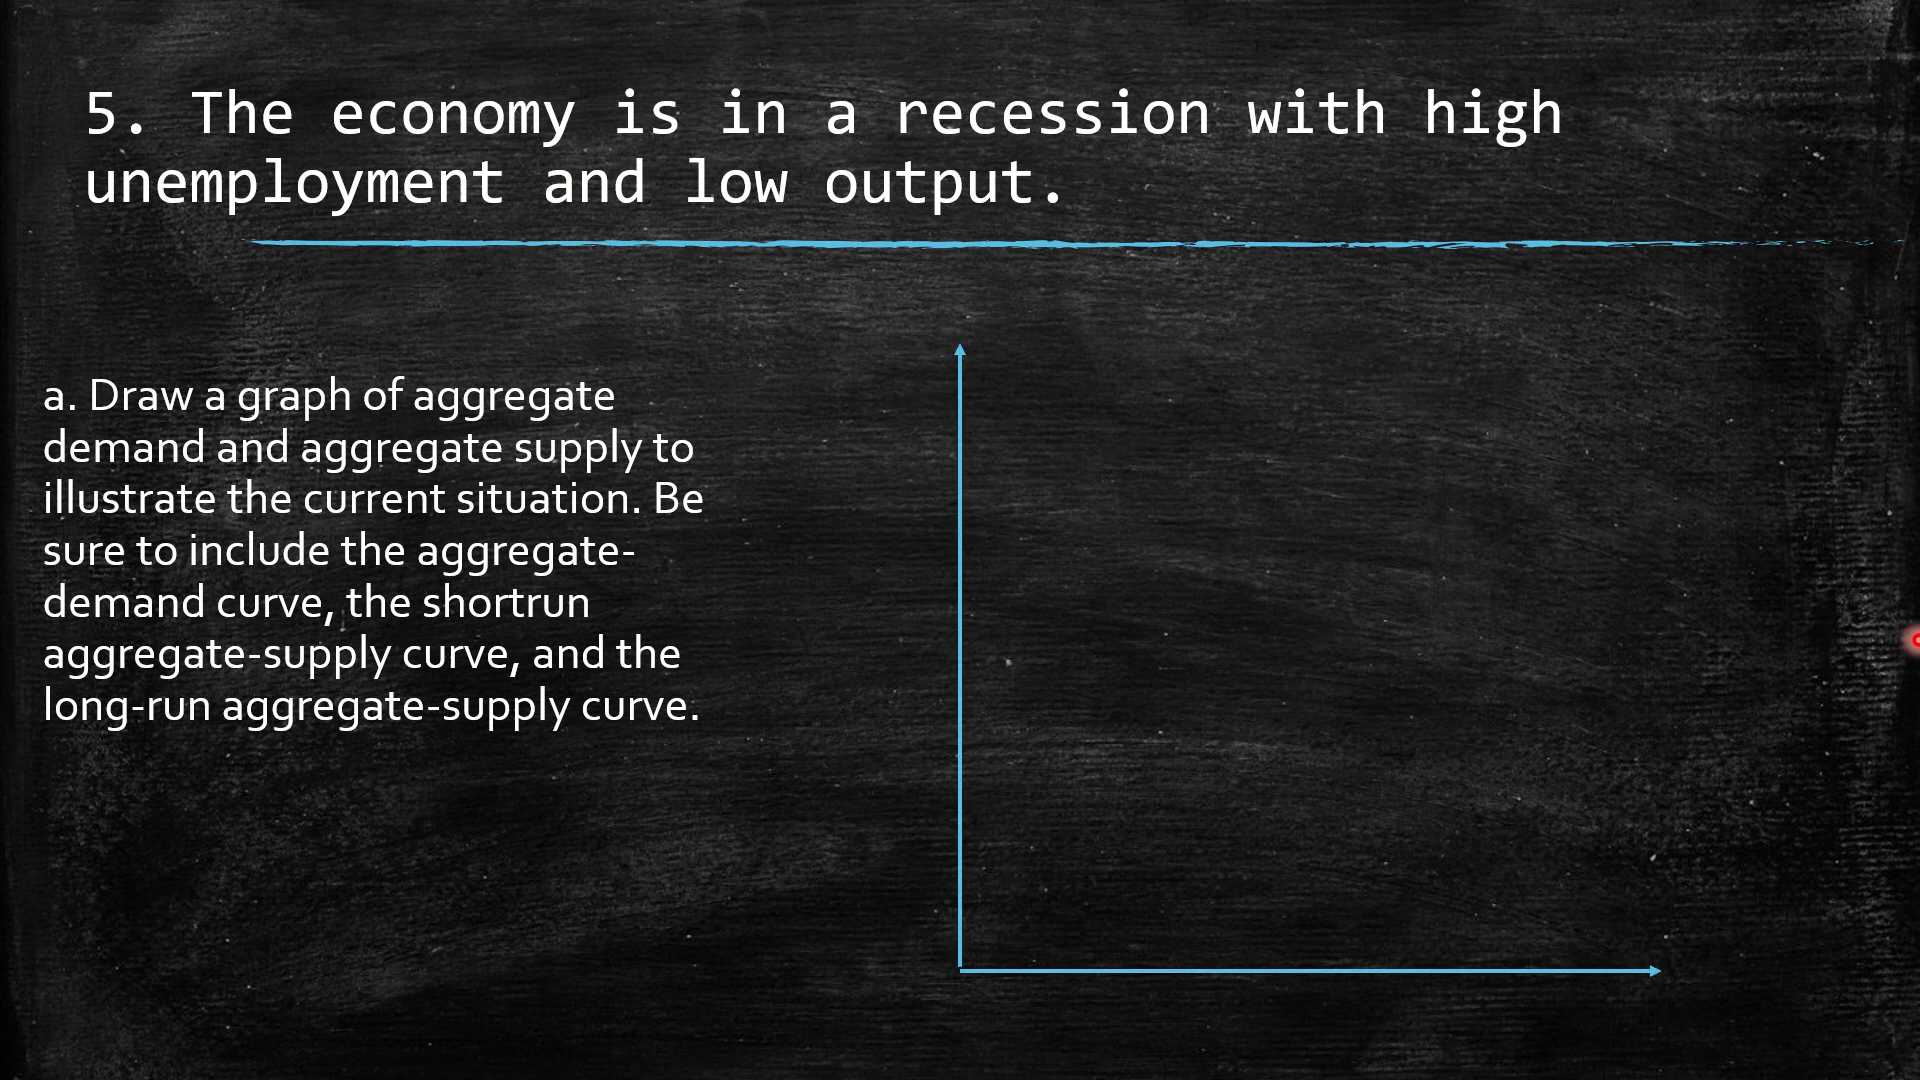 5. The economy is in a recession with high
unemployment and low output.
a. Draw a graph of aggregate
demand and aggregate supply to
illustrate the current situation. Be
sure to include the aggregate-
demand curve, the shortrun
aggregate-supply curve, and the
long-run aggregate-supply curve.